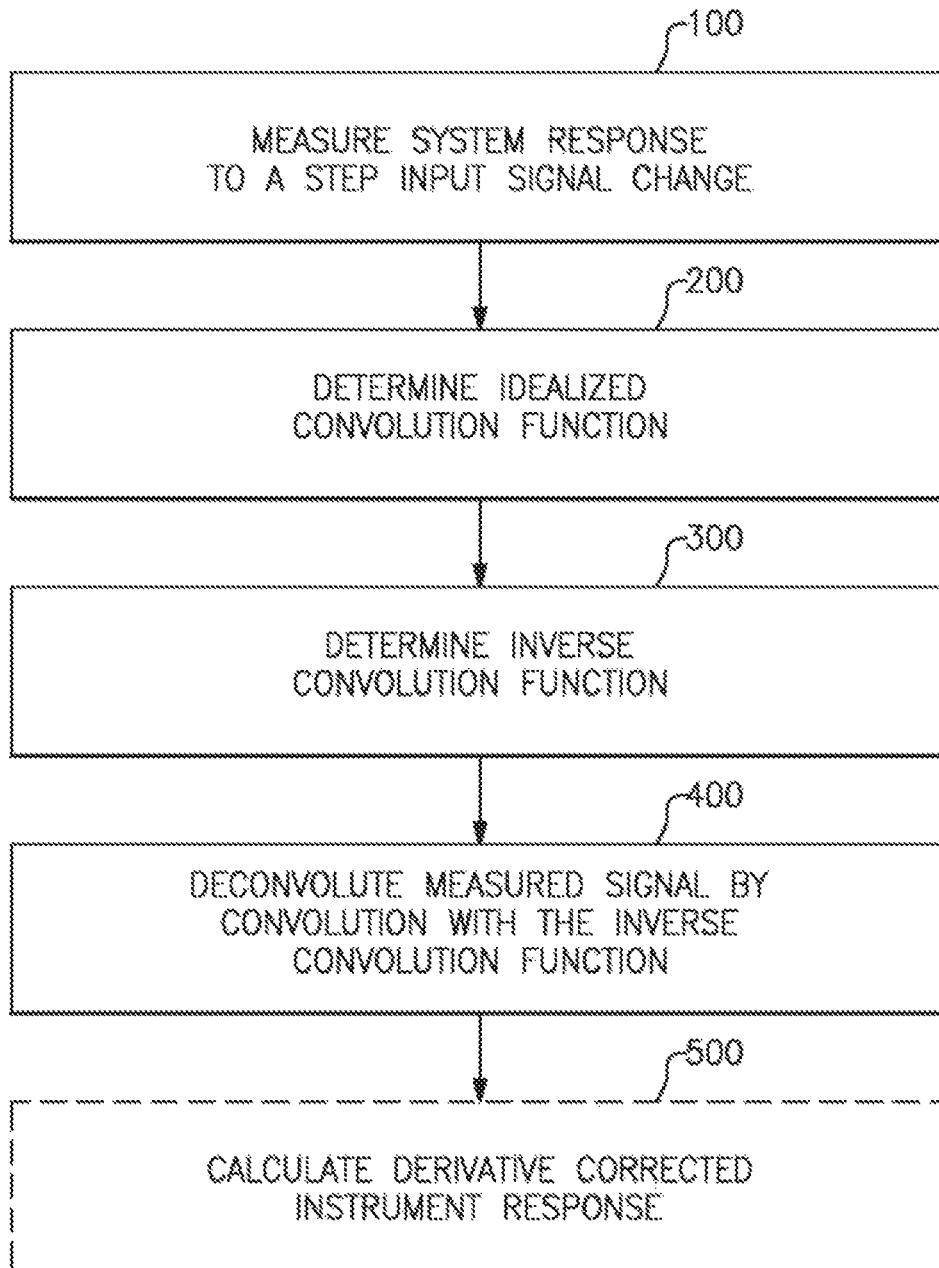 100
MEASURE SYSTEM RESPONSE
TO A STEP INPUT SIGNAL CHANGE
200
DETERMINE IDEALIZED
CONVOLUTION FUNCTION
300
DETERMINE INVERSE
CONVOLUTION FUNCTION
400
DECONVOLUTE MEASURED SIGNAL BY
CONVOLUTION WITH THE INVERSE
CONVOLUTION FUNCTION
500
CALCULATE DERIVATIVE CORRECTED
INSTRUMENT RESPONSE